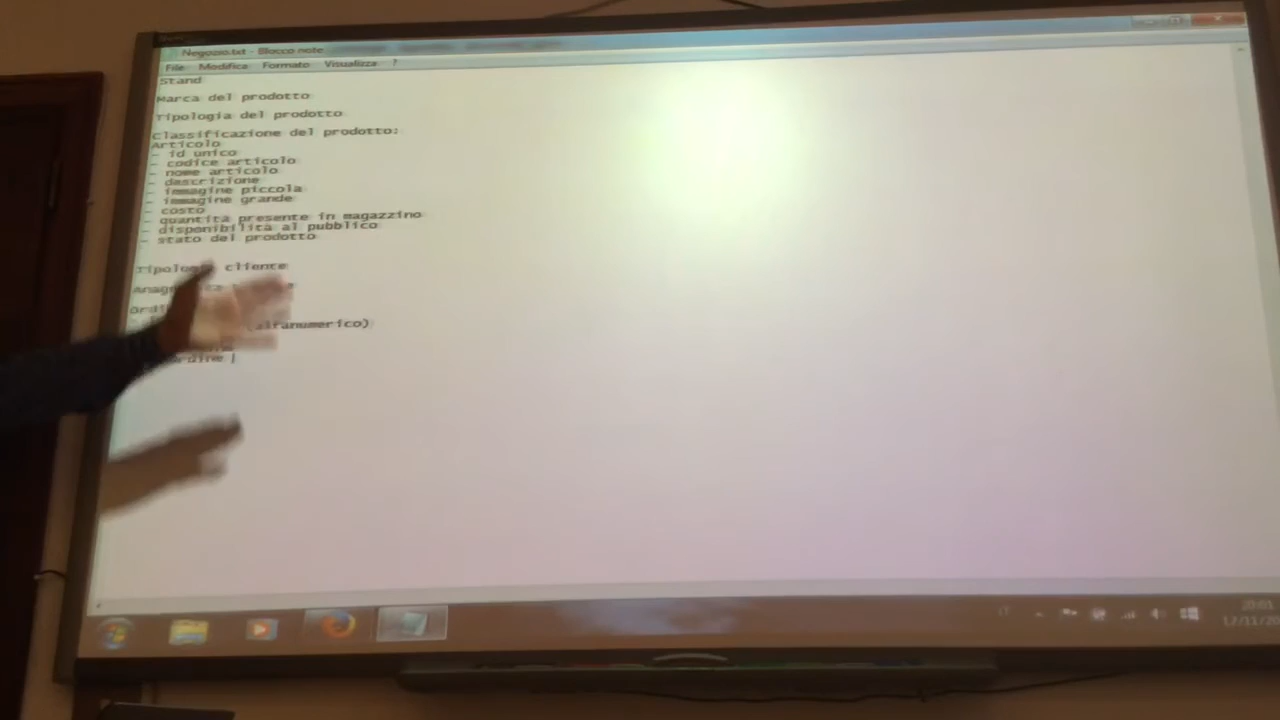 Negozio.txt - Blocco note
File Modifica Formato Visualizza ?
Stand
Marca del prodotto
Tipologia del prodotto
Classificazione del prodotto:
Articolo
- id unico
- codice articolo
- nome articolo
- descrizione
- immagine piccola
- immagine grande
- costo
- quantità presente in magazzino
- disponibilità al pubblico
- stato del prodotto
cliente
(alfanumerico)
20:01